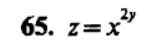 65. z = x^{2y}